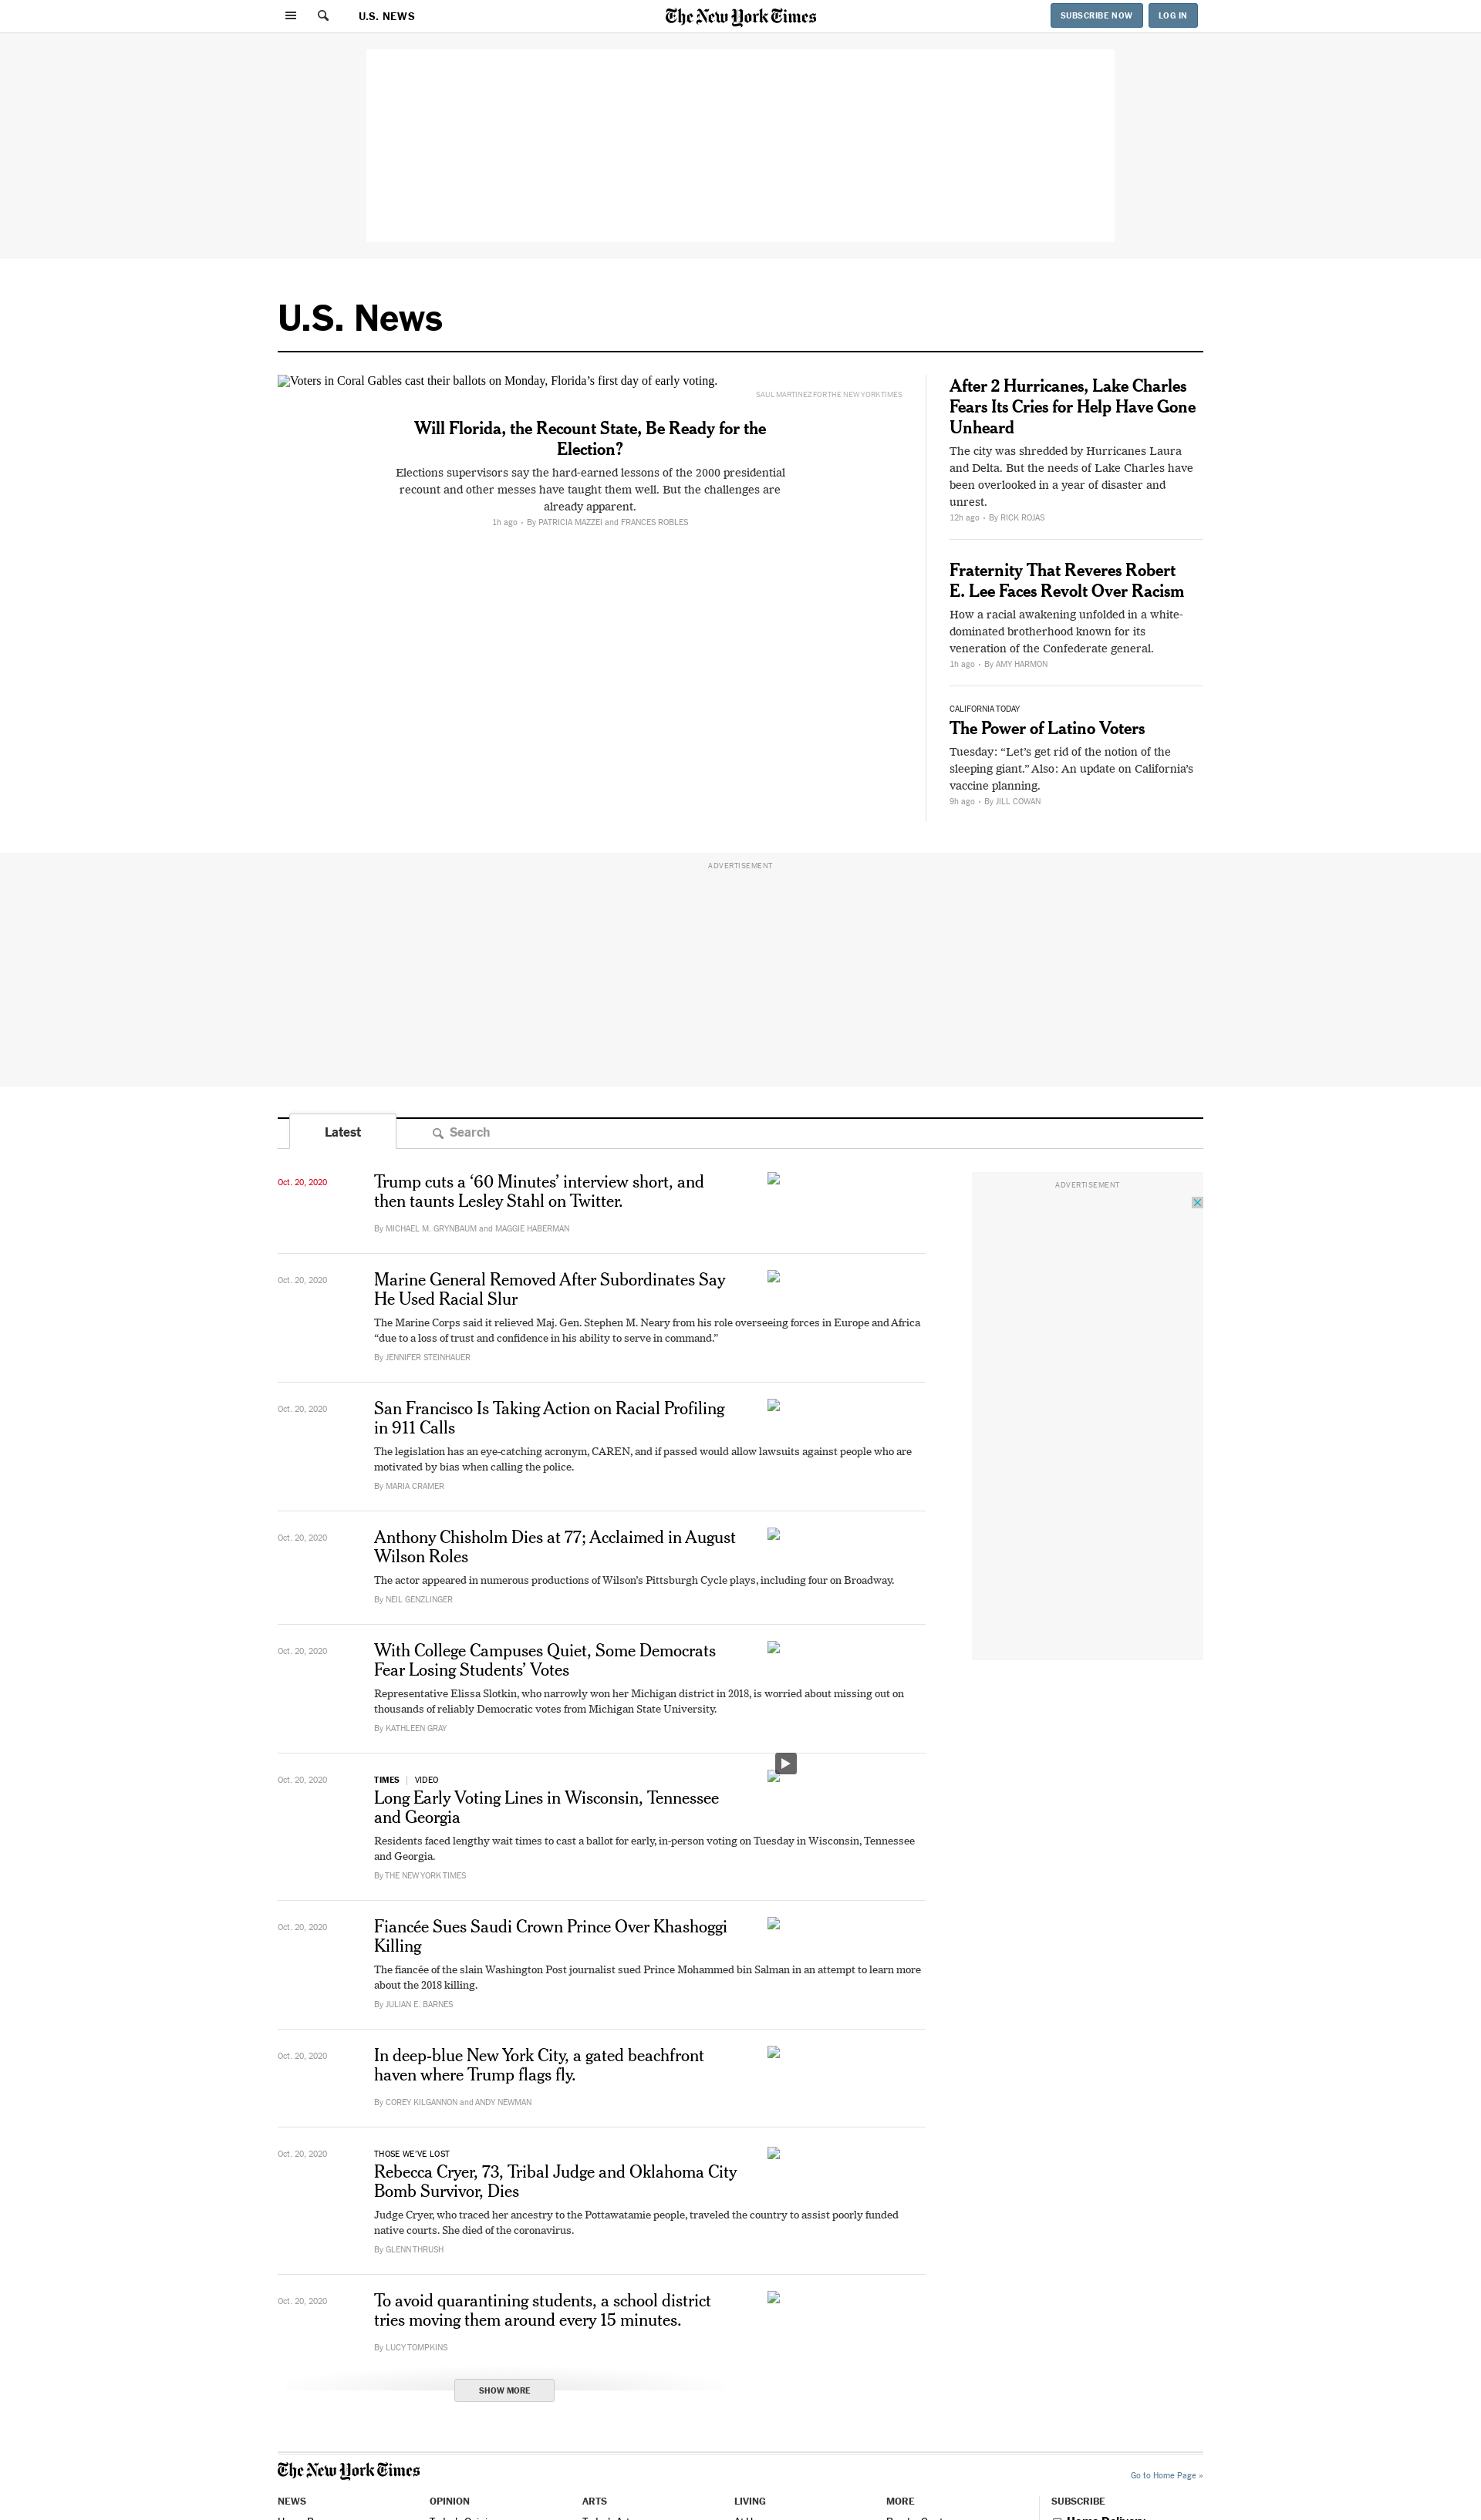 U.S. NEWS
The New York Times
SUBSCRIBE NOW
LOG IN
U.S. News
Voters in Coral Gables cast their ballots on Monday, Florida’s first day of early voting.
SAUL MARTINEZ FOR THE NEW YORK TIMES
Will Florida, the Recount State, Be Ready for the
Election?
Elections supervisors say the hard-earned lessons of the 2000 presidential
recount and other messes have taught them well. But the challenges are
already apparent.
1h ago • By PATRICIA MAZZEI and FRANCES ROBLES
After 2 Hurricanes, Lake Charles
Fears Its Cries for Help Have Gone
Unheard
The city was shredded by Hurricanes Laura
and Delta. But the needs of Lake Charles have
been overlooked in a year of disaster and
unrest.
12h ago • By RICK ROJAS
Fraternity That Reveres Robert
E. Lee Faces Revolt Over Racism
How a racial awakening unfolded in a white-
dominated brotherhood known for its
veneration of the Confederate general.
1h ago • By AMY HARMON
CALIFORNIA TODAY
The Power of Latino Voters
Tuesday: “Let’s get rid of the notion of the
sleeping giant.” Also: An update on California’s
vaccine planning.
9h ago • By JILL COWAN
ADVERTISEMENT
Latest
Search
Oct. 20, 2020
Trump cuts a ‘60 Minutes’ interview short, and
then taunts Lesley Stahl on Twitter.
By MICHAEL M. GRYNBAUM and MAGGIE HABERMAN
ADVERTISEMENT
Oct. 20, 2020
Marine General Removed After Subordinates Say
He Used Racial Slur
The Marine Corps said it relieved Maj. Gen. Stephen M. Neary from his role overseeing forces in Europe and Africa
“due to a loss of trust and confidence in his ability to serve in command.”
By JENNIFER STEINHAUER
Oct. 20, 2020
San Francisco Is Taking Action on Racial Profiling
in 911 Calls
The legislation has an eye-catching acronym, CAREN, and if passed would allow lawsuits against people who are
motivated by bias when calling the police.
By MARIA CRAMER
Oct. 20, 2020
Anthony Chisholm Dies at 77; Acclaimed in August
Wilson Roles
The actor appeared in numerous productions of Wilson’s Pittsburgh Cycle plays, including four on Broadway.
By NEIL GENZLINGER
Oct. 20, 2020
With College Campuses Quiet, Some Democrats
Fear Losing Students’ Votes
Representative Elissa Slotkin, who narrowly won her Michigan district in 2018, is worried about missing out on
thousands of reliably Democratic votes from Michigan State University.
By KATHLEEN GRAY
Oct. 20, 2020
TIMES | VIDEO
Long Early Voting Lines in Wisconsin, Tennessee
and Georgia
Residents faced lengthy wait times to cast a ballot for early, in-person voting on Tuesday in Wisconsin, Tennessee
and Georgia.
By THE NEW YORK TIMES
Oct. 20, 2020
Fiancée Sues Saudi Crown Prince Over Khashoggi
Killing
The fiancée of the slain Washington Post journalist sued Prince Mohammed bin Salman in an attempt to learn more
about the 2018 killing.
By JULIAN E. BARNES
Oct. 20, 2020
In deep-blue New York City, a gated beachfront
haven where Trump flags fly.
By COREY KILGANNON and ANDY NEWMAN
Oct. 20, 2020
THOSE WE’VE LOST
Rebecca Cryer, 73, Tribal Judge and Oklahoma City
Bomb Survivor, Dies
Judge Cryer, who traced her ancestry to the Pottawatamie people, traveled the country to assist poorly funded
native courts. She died of the coronavirus.
By GLENN THRUSH
Oct. 20, 2020
To avoid quarantining students, a school district
tries moving them around every 15 minutes.
By LUCY TOMPKINS
SHOW MORE
The New York Times
Go to Home Page »
NEWS
OPINION
ARTS
LIVING
MORE
SUBSCRIBE